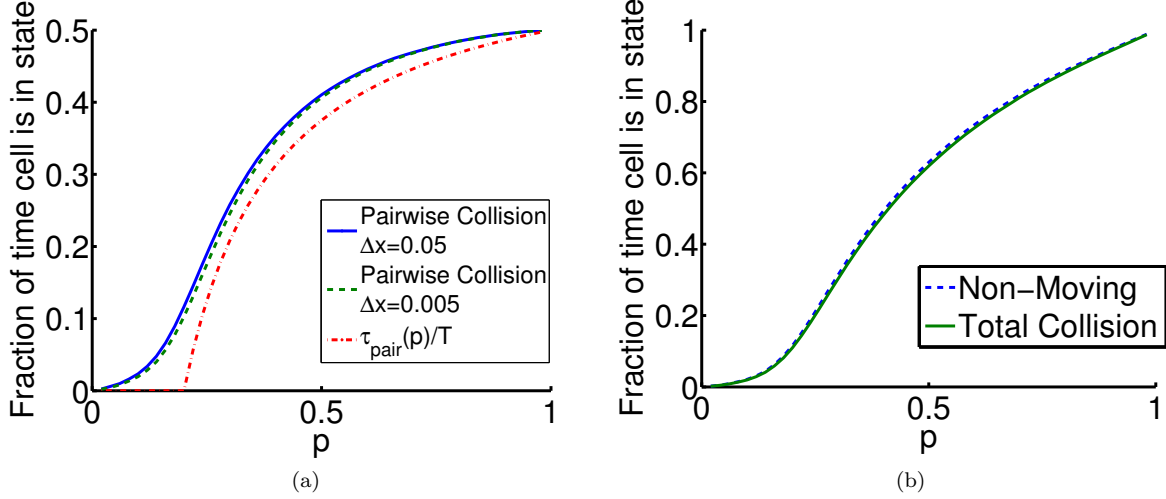 Fraction of time cell is in state
0.5
0.4
0.3
0.2
0.1
0
0
0.5
1
p
Pairwise Collision
Δx=0.05
Pairwise Collision
Δx=0.005
τpair(p)/T
(a)
Fraction of time cell is in state
1
0.8
0.6
0.4
0.2
0
0
0.5
1
p
Non−Moving
Total Collision
(b)